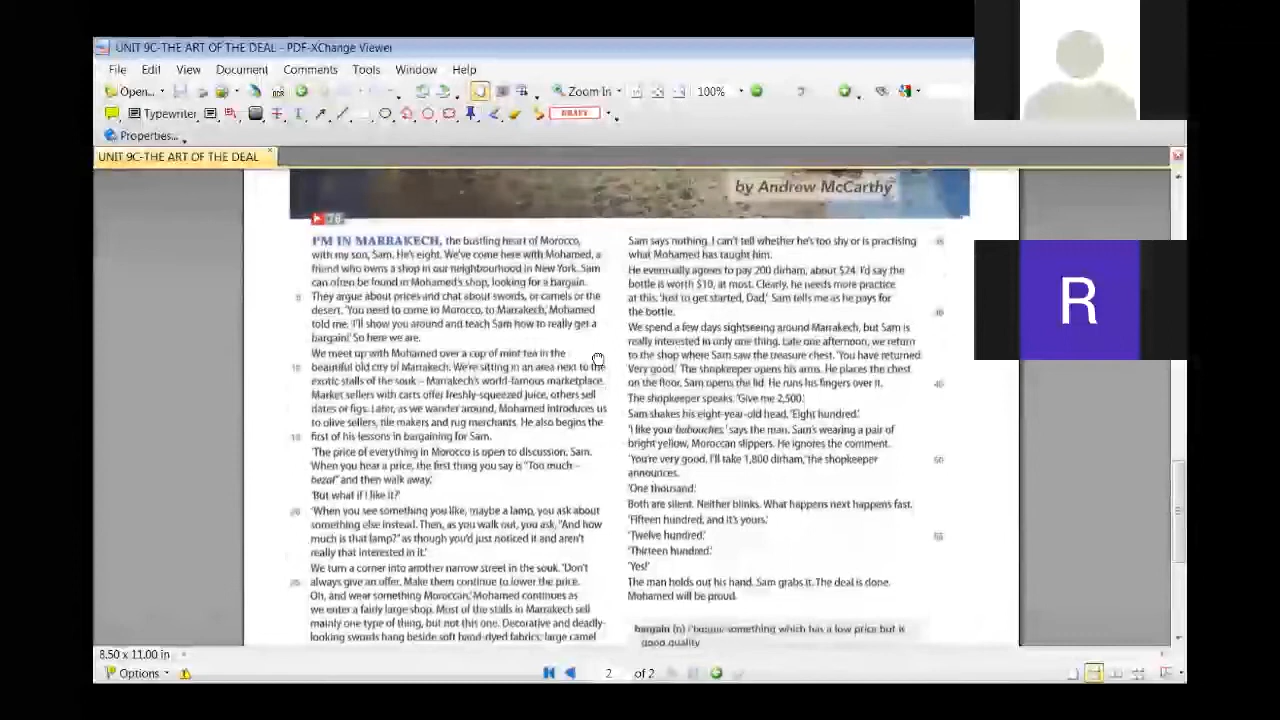 UNIT 9C-THE ART OF THE DEAL - PDF-XChange Viewer
File Edit View Document Comments Tools Window Help
Open... Zoom In 100%
Typewriter DRAFT
Properties...
UNIT 9C-THE ART OF THE DEAL
by Andrew McCarthy
I'M IN MARRAKECH, the bustling heart of Morocco,
with my son, Sam. He's eight. We've come here with Mohamed, a
friend who owns a shop in our neighbourhood in New York. Sam
can often be found in Mohamed's shop, looking for a bargain.
They argue about prices and chat about swords, or camels or the
desert. 'You need to come to Morocco, to Marrakech,' Mohamed
told me. 'I'll show you around and teach Sam how to really get a
bargain!' So here we are.
We meet up with Mohamed over a cup of mint tea in the
beautiful old city of Marrakech. We're sitting in an area next to the
exotic stalls of the souk – Marrakech's world-famous marketplace.
Market sellers with carts offer freshly-squeezed juice, others sell
dates or figs. Later, as we wander around, Mohamed introduces us
to olive sellers, tile makers and rug merchants. He also begins the
first of his lessons in bargaining for Sam.
'The price of everything in Morocco is open to discussion, Sam.
When you hear a price, the first thing you say is "Too much –
bezaf" and then walk away.'
'But what if I like it?'
'When you see something you like, maybe a lamp, you ask about
something else instead. Then, as you walk out, you ask, "And how
much is that lamp?" as though you'd just noticed it and aren't
really that interested in it.'
We turn a corner into another narrow street in the souk. 'Don't
always give an offer. Make them continue to lower the price.
Oh, and wear something Moroccan,' Mohamed continues as
we enter a fairly large shop. Most of the stalls in Marrakech sell
mainly one type of thing, but not this one. Decorative and deadly-
looking swords hang beside soft hand-dyed fabrics; large camel
Sam says nothing. I can't tell whether he's too shy or is practising
what Mohamed has taught him.
He eventually agrees to pay 200 dirham, about $24. I'd say the
bottle is worth $10, at most. Clearly, he needs more practice
at this. 'Just to get started, Dad,' Sam tells me as he pays for
the bottle.
We spend a few days sightseeing around Marrakech, but Sam is
really interested in only one thing. Late one afternoon, we return
to the shop where Sam saw the treasure chest. 'You have returned.
Very good.' The shopkeeper opens his arms. He places the chest
on the floor. Sam opens the lid. He runs his fingers over it.
The shopkeeper speaks. 'Give me 2,500.'
Sam shakes his eight-year-old head. 'Eight hundred.'
'I like your babouches,' says the man. Sam's wearing a pair of
bright yellow, Moroccan slippers. He ignores the comment.
'You're very good. I'll take 1,800 dirham,' the shopkeeper
announces.
'One thousand.'
Both are silent. Neither blinks. What happens next happens fast.
'Fifteen hundred, and it's yours.'
'Twelve hundred.'
'Thirteen hundred.'
'Yes!'
The man holds out his hand. Sam grabs it. The deal is done.
Mohamed will be proud.
bargain (n) something which has a low price but is
good quality
8.50 x 11.00 in
Options 2 of 2
R